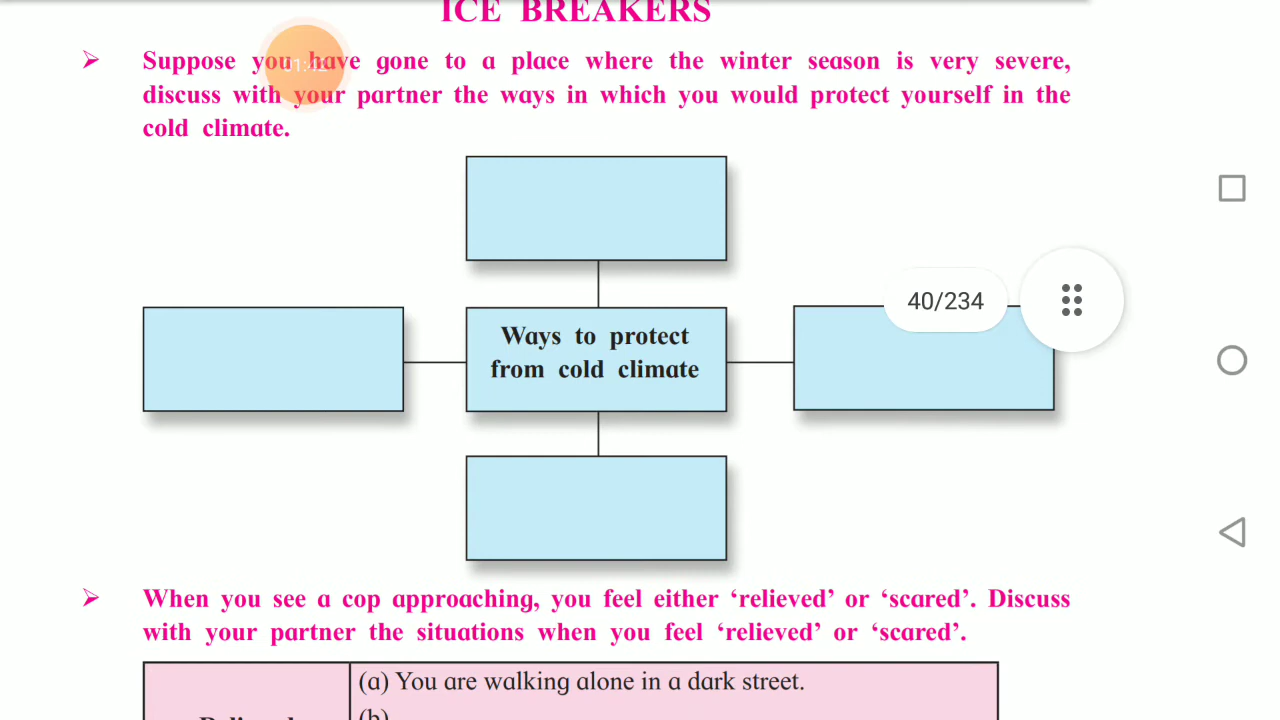 ICE BREAKERS
Suppose you have gone to a place where the winter season is very severe,
discuss with your partner the ways in which you would protect yourself in the
cold climate.
01:42
40/234
Ways to protect
from cold climate
When you see a cop approaching, you feel either ‘relieved’ or ‘scared’. Discuss
with your partner the situations when you feel ‘relieved’ or ‘scared’.
(a) You are walking alone in a dark street.
(b)